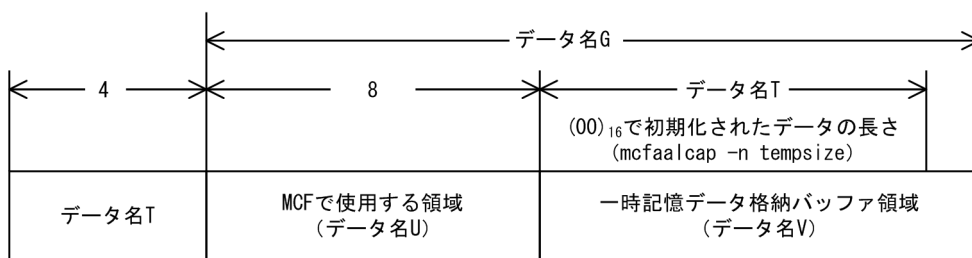 データ名G
4
8
データ名T
(00)₁₆で初期化されたデータの長さ
(mcfaalcap -n tempsize)
データ名T
MCFで使用する領域
(データ名U)
一時記憶データ格納バッファ領域
(データ名V)